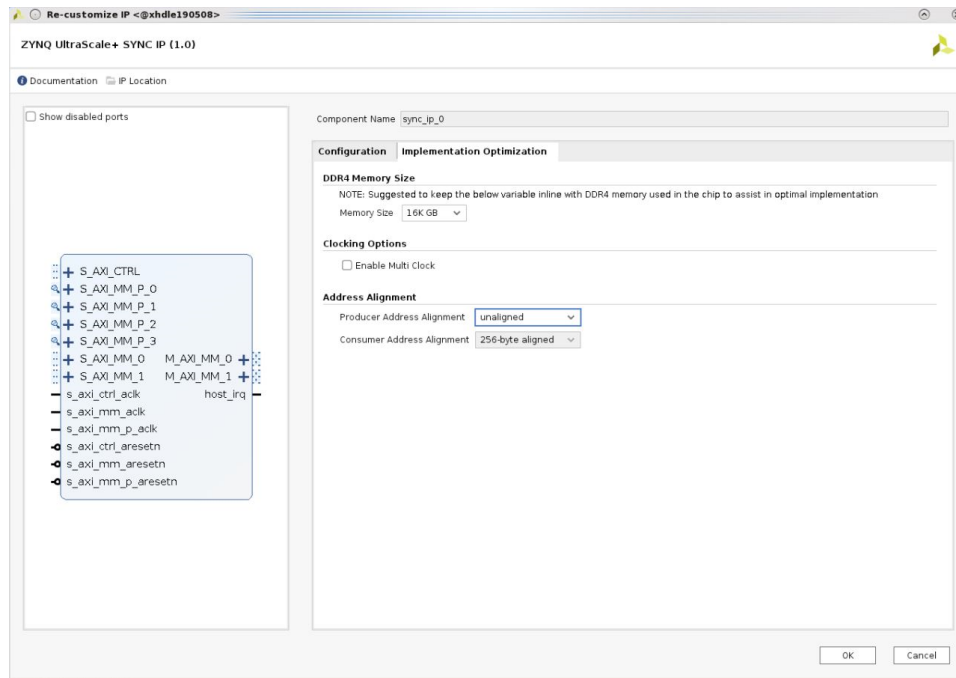 Re-customize IP <@xhdle190508>
ZYNQ UltraScale+ SYNC IP (1.0)
Documentation IP Location
Show disabled ports
S_AXI_CTRL
S_AXI_MM_P_0
S_AXI_MM_P_1
S_AXI_MM_P_2
S_AXI_MM_P_3
S_AXI_MM_0 M_AXI_MM_0
S_AXI_MM_1 M_AXI_MM_1
s_axi_ctrl_aclk host_irq
s_axi_mm_aclk
s_axi_mm_p_aclk
s_axi_ctrl_aresetn
s_axi_mm_aresetn
s_axi_mm_p_aresetn
Component Name sync_ip_0
Configuration Implementation Optimization
DDR4 Memory Size
NOTE: Suggested to keep the below variable inline with DDR4 memory used in the chip to assist in optimal implementation
Memory Size 16K GB
Clocking Options
Enable Multi Clock
Address Alignment
Producer Address Alignment unaligned
Consumer Address Alignment 256-byte aligned
OK Cancel